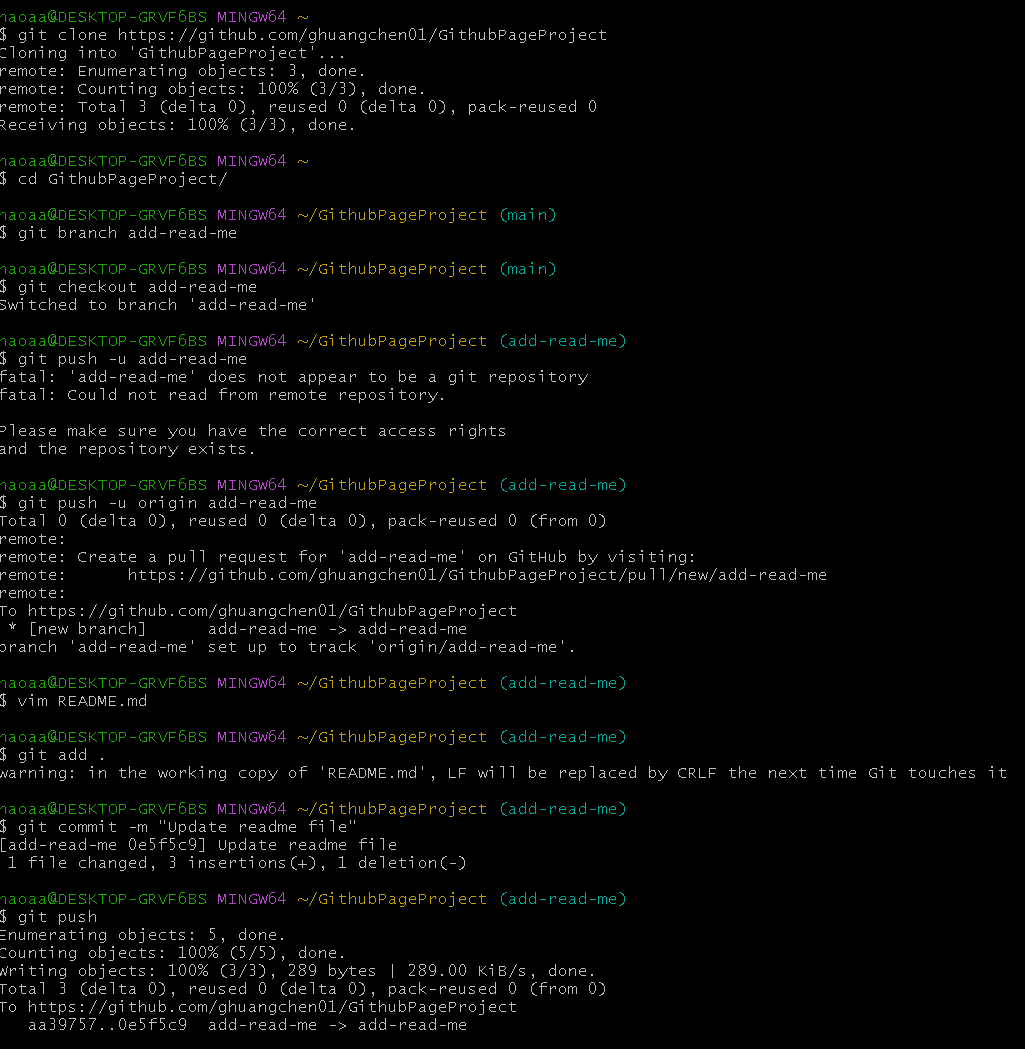 haoaa@DESKTOP-GRVF6BS MINGW64 ~
$ git clone https://github.com/ghuangchen01/GithubPageProject
Cloning into 'GithubPageProject'...
remote: Enumerating objects: 3, done.
remote: Counting objects: 100% (3/3), done.
remote: Total 3 (delta 0), reused 0 (delta 0), pack-reused 0
Receiving objects: 100% (3/3), done.
haoaa@DESKTOP-GRVF6BS MINGW64 ~
$ cd GithubPageProject/
haoaa@DESKTOP-GRVF6BS MINGW64 ~/GithubPageProject (main)
$ git branch add-read-me
haoaa@DESKTOP-GRVF6BS MINGW64 ~/GithubPageProject (main)
$ git checkout add-read-me
Switched to branch 'add-read-me'
haoaa@DESKTOP-GRVF6BS MINGW64 ~/GithubPageProject (add-read-me)
$ git push -u add-read-me
fatal: 'add-read-me' does not appear to be a git repository
fatal: Could not read from remote repository.
Please make sure you have the correct access rights
and the repository exists.
haoaa@DESKTOP-GRVF6BS MINGW64 ~/GithubPageProject (add-read-me)
$ git push -u origin add-read-me
Total 0 (delta 0), reused 0 (delta 0), pack-reused 0 (from 0)
remote:
remote: Create a pull request for 'add-read-me' on GitHub by visiting:
remote:      https://github.com/ghuangchen01/GithubPageProject/pull/new/add-read-me
remote:
To https://github.com/ghuangchen01/GithubPageProject
 * [new branch]      add-read-me -> add-read-me
branch 'add-read-me' set up to track 'origin/add-read-me'.
haoaa@DESKTOP-GRVF6BS MINGW64 ~/GithubPageProject (add-read-me)
$ vim README.md
haoaa@DESKTOP-GRVF6BS MINGW64 ~/GithubPageProject (add-read-me)
$ git add .
warning: in the working copy of 'README.md', LF will be replaced by CRLF the next time Git touches it
haoaa@DESKTOP-GRVF6BS MINGW64 ~/GithubPageProject (add-read-me)
$ git commit -m "Update readme file"
[add-read-me 0e5f5c9] Update readme file
 1 file changed, 3 insertions(+), 1 deletion(-)
haoaa@DESKTOP-GRVF6BS MINGW64 ~/GithubPageProject (add-read-me)
$ git push
Enumerating objects: 5, done.
Counting objects: 100% (5/5), done.
Writing objects: 100% (3/3), 289 bytes | 289.00 KiB/s, done.
Total 3 (delta 0), reused 0 (delta 0), pack-reused 0 (from 0)
To https://github.com/ghuangchen01/GithubPageProject
   aa39757..0e5f5c9  add-read-me -> add-read-me